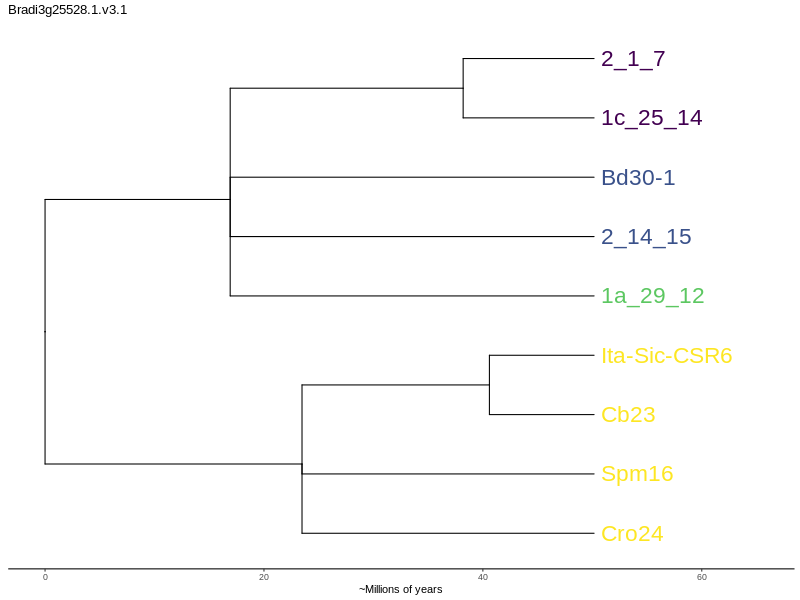 Bradi3g25528.1.v3.1
2_1_7
1c_25_14
Bd30-1
2_14_15
1a_29_12
Ita-Sic-CSR6
Cb23
Spm16
Cro24
0 20 40 60
~Millions of years